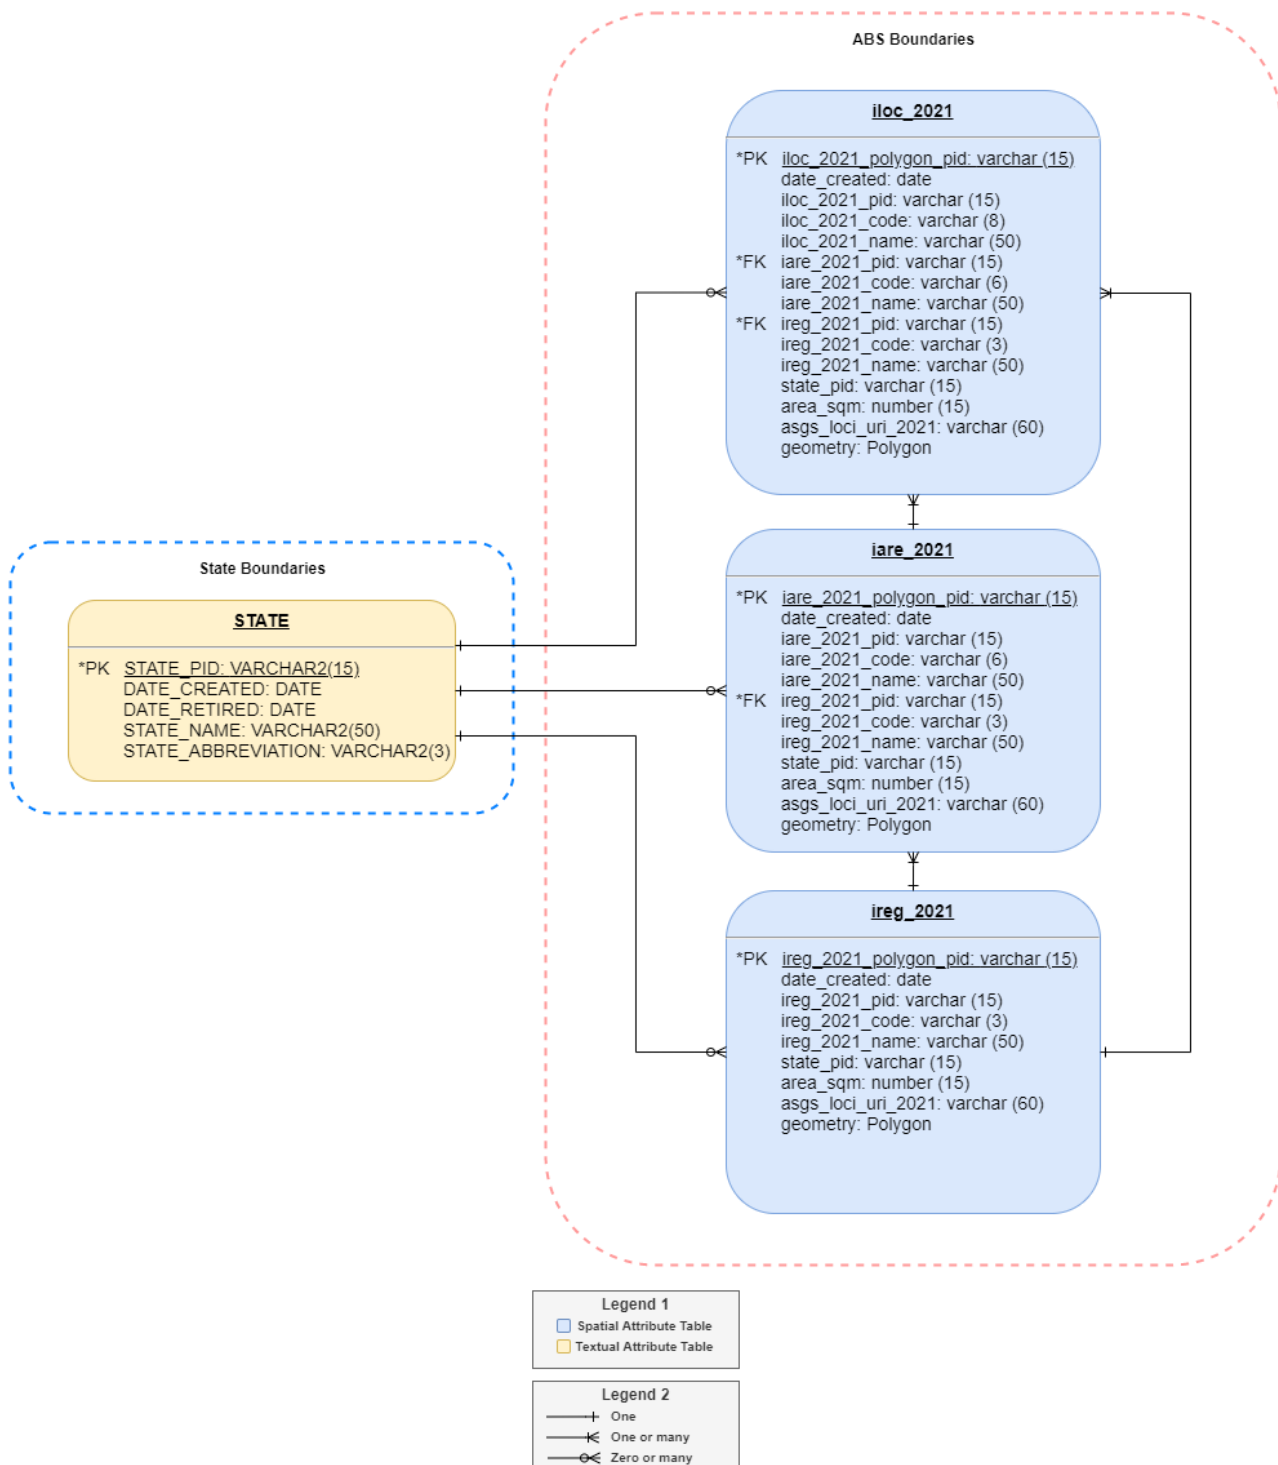 ABS Boundaries
iloc_2021
*PK iloc_2021_polygon_pid: varchar (15)
date_created: date
iloc_2021_pid: varchar (15)
iloc_2021_code: varchar (8)
iloc_2021_name: varchar (50)
*FK iare_2021_pid: varchar (15)
iare_2021_code: varchar (6)
iare_2021_name: varchar (50)
*FK ireg_2021_pid: varchar (15)
ireg_2021_code: varchar (3)
ireg_2021_name: varchar (50)
state_pid: varchar (15)
area_sqm: number (15)
asgs_loci_uri_2021: varchar (60)
geometry: Polygon
State Boundaries
STATE
*PK STATE_PID: VARCHAR2(15)
DATE_CREATED: DATE
DATE_RETIRED: DATE
STATE_NAME: VARCHAR2(50)
STATE_ABBREVIATION: VARCHAR2(3)
iare_2021
*PK iare_2021_polygon_pid: varchar (15)
date_created: date
iare_2021_pid: varchar (15)
iare_2021_code: varchar (6)
iare_2021_name: varchar (50)
*FK ireg_2021_pid: varchar (15)
ireg_2021_code: varchar (3)
ireg_2021_name: varchar (50)
state_pid: varchar (15)
area_sqm: number (15)
asgs_loci_uri_2021: varchar (60)
geometry: Polygon
ireg_2021
*PK ireg_2021_polygon_pid: varchar (15)
date_created: date
ireg_2021_pid: varchar (15)
ireg_2021_code: varchar (3)
ireg_2021_name: varchar (50)
state_pid: varchar (15)
area_sqm: number (15)
asgs_loci_uri_2021: varchar (60)
geometry: Polygon
Legend 1
Spatial Attribute Table
Textual Attribute Table
Legend 2
One
One or many
Zero or many